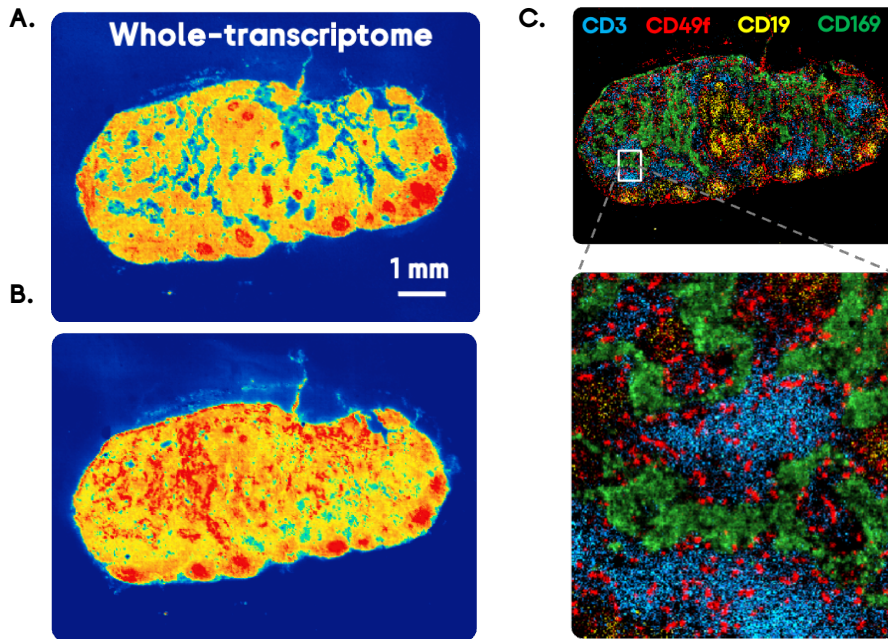 A.
Whole-transcriptome
1 mm
B.
C.
CD3 CD49f CD19 CD169